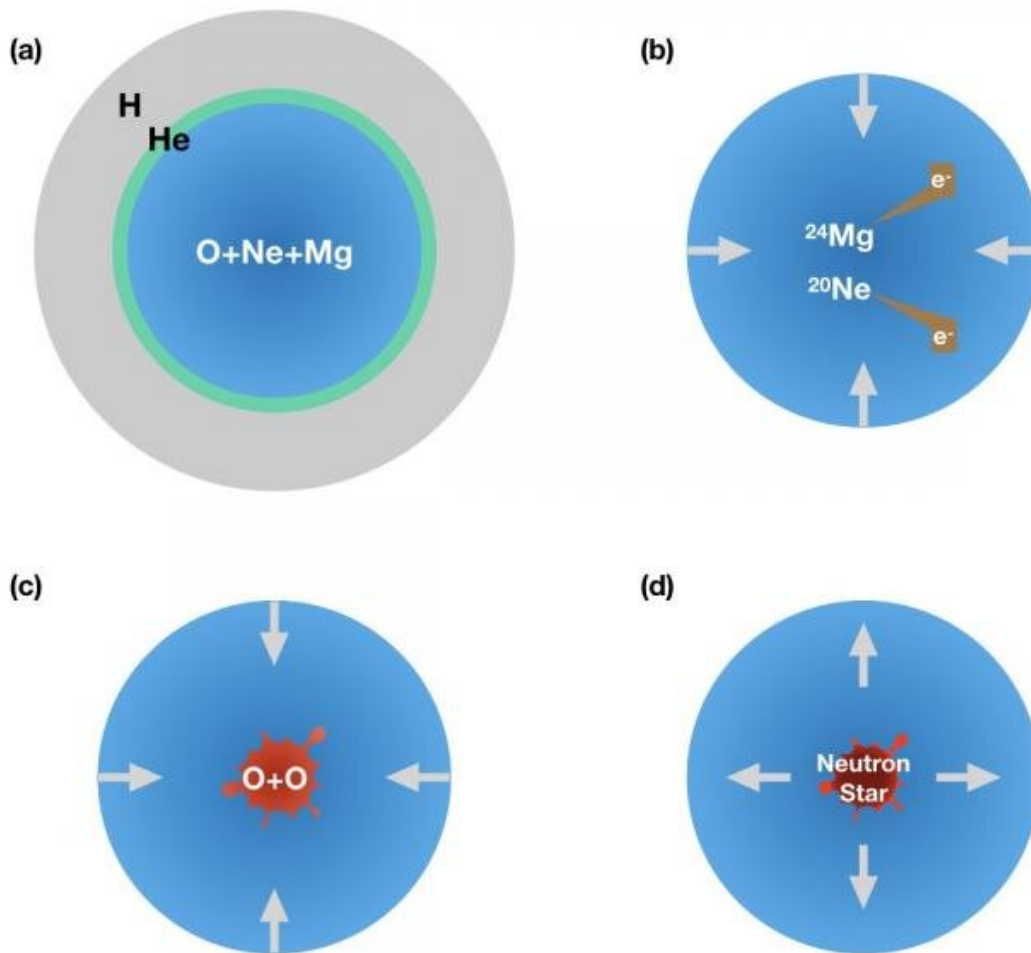 (a)
H
He
O+Ne+Mg
(b)
e-
²⁴Mg
²⁰Ne
e-
(c)
O+O
(d)
Neutron
Star